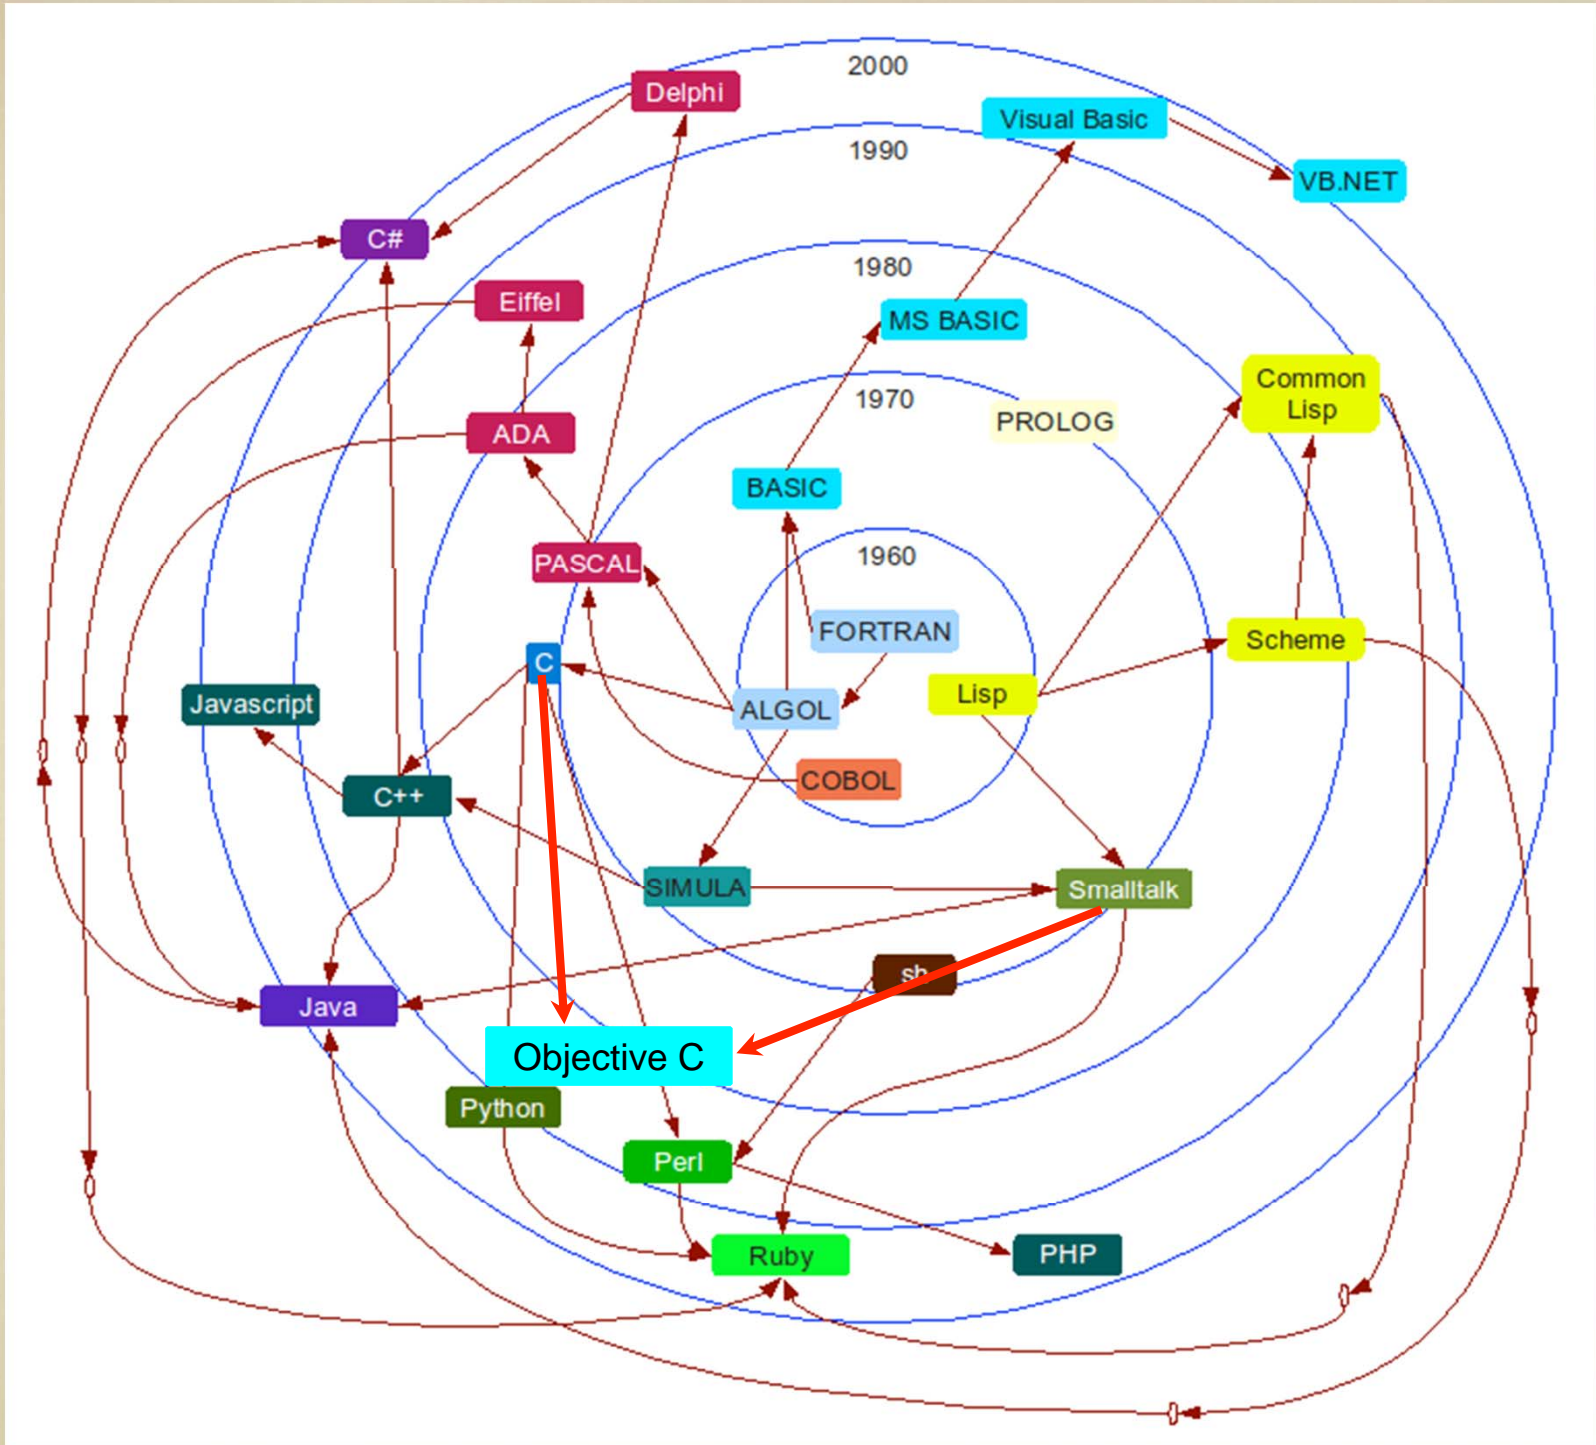 2000
Delphi
Visual Basic
1990
VB.NET
C#
1980
Eiffel
MS BASIC
Common
Lisp
1970
PROLOG
ADA
BASIC
1960
PASCAL
FORTRAN
Scheme
C
Lisp
Javascript
ALGOL
COBOL
C++
SIMULA
Smalltalk
sh
Java
Objective C
Python
Perl
Ruby
PHP